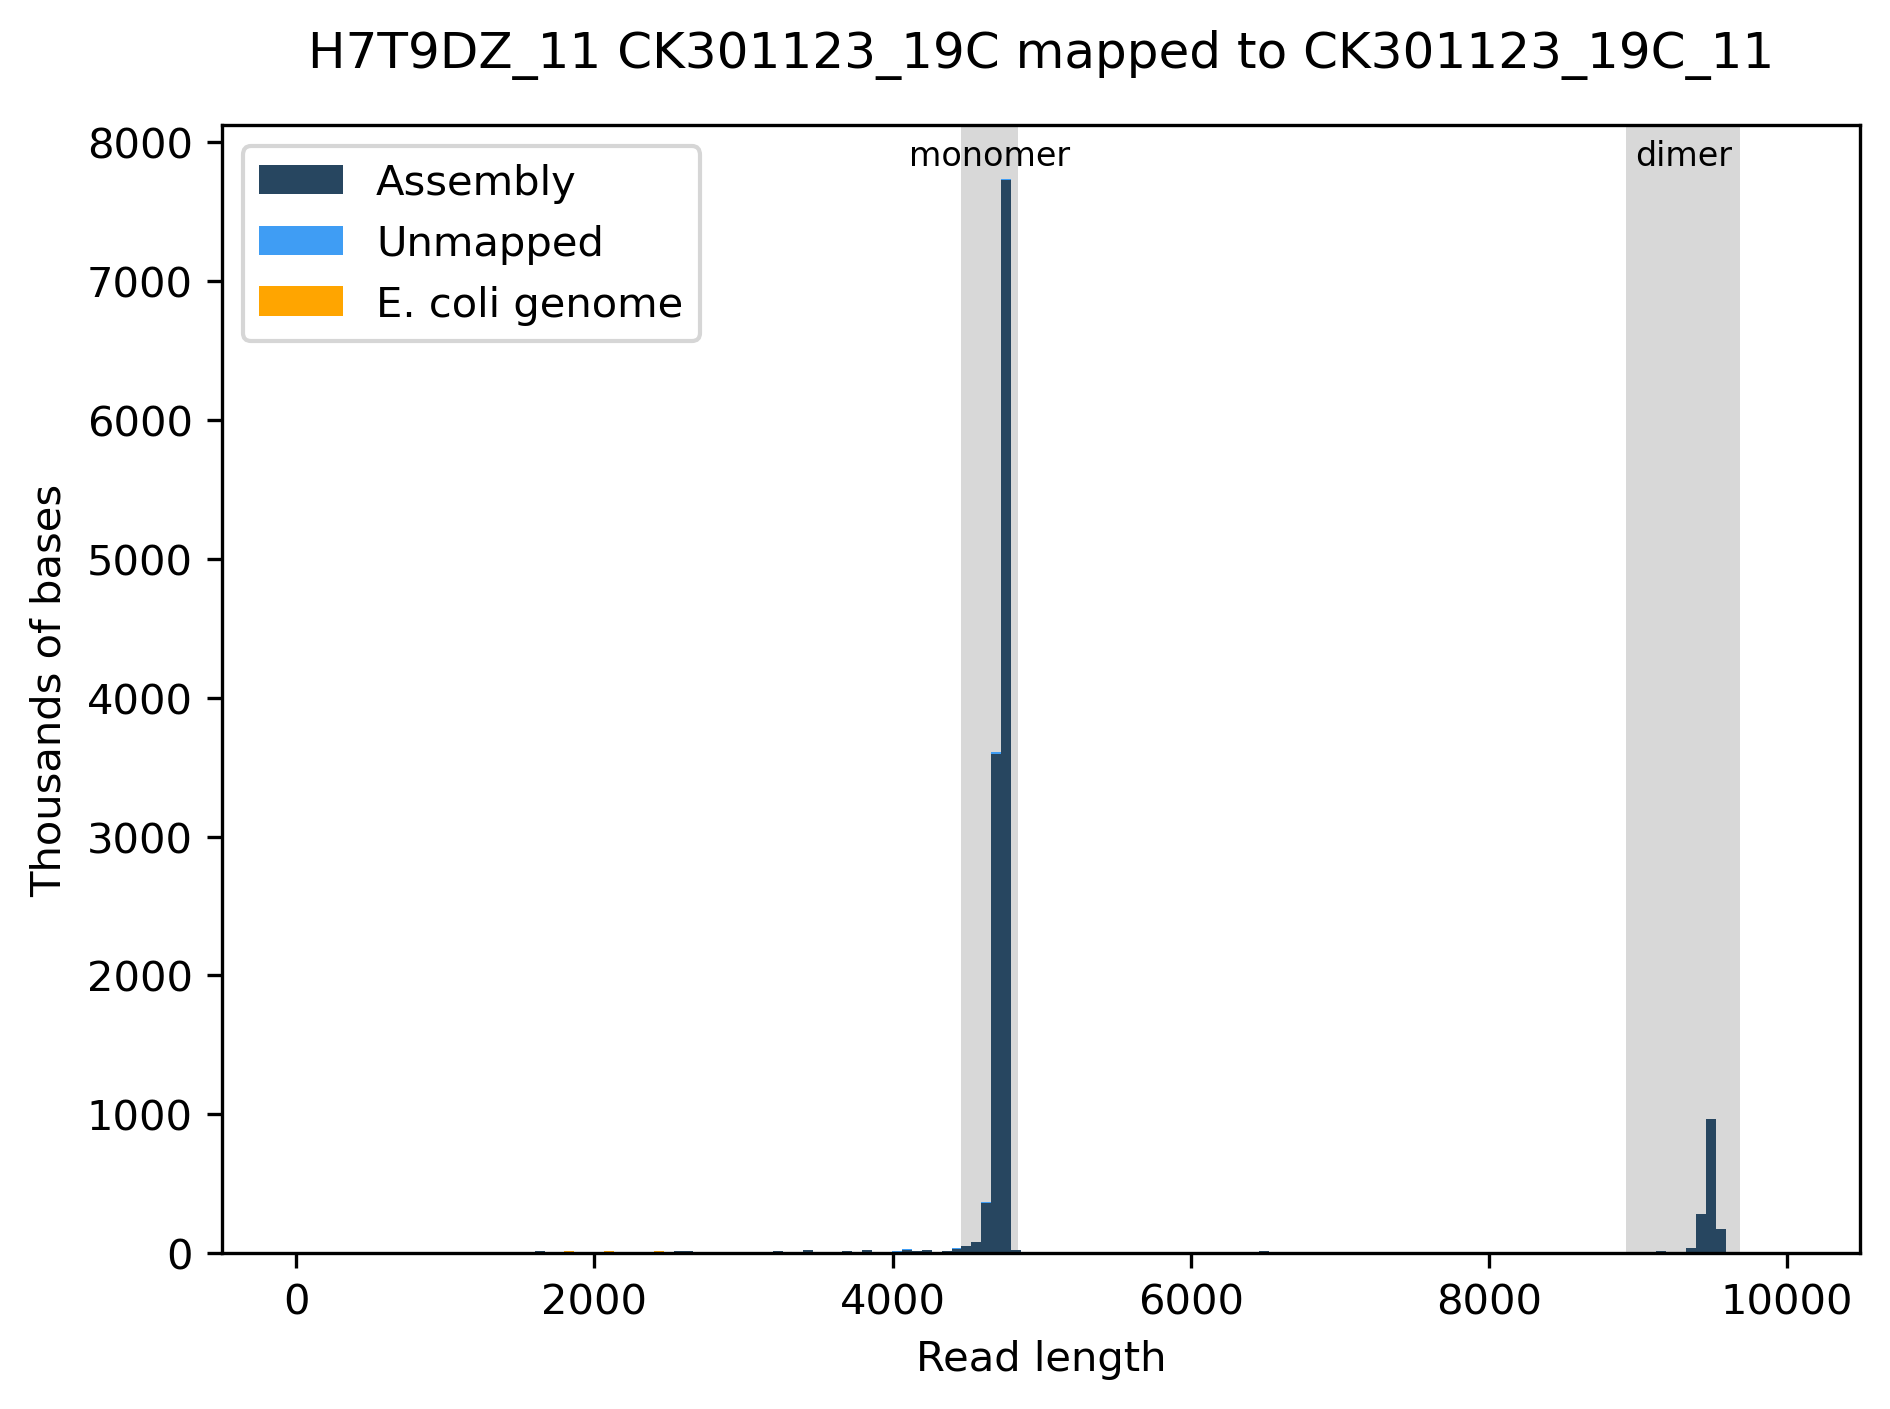 H7T9DZ_11 CK301123_19C mapped to CK301123_19C_11
8000
7000
6000
5000
4000
3000
2000
1000
0
Thousands of bases
Assembly
Unmapped
E. coli genome
monomer
dimer
0
2000
4000
6000
8000
10000
Read length